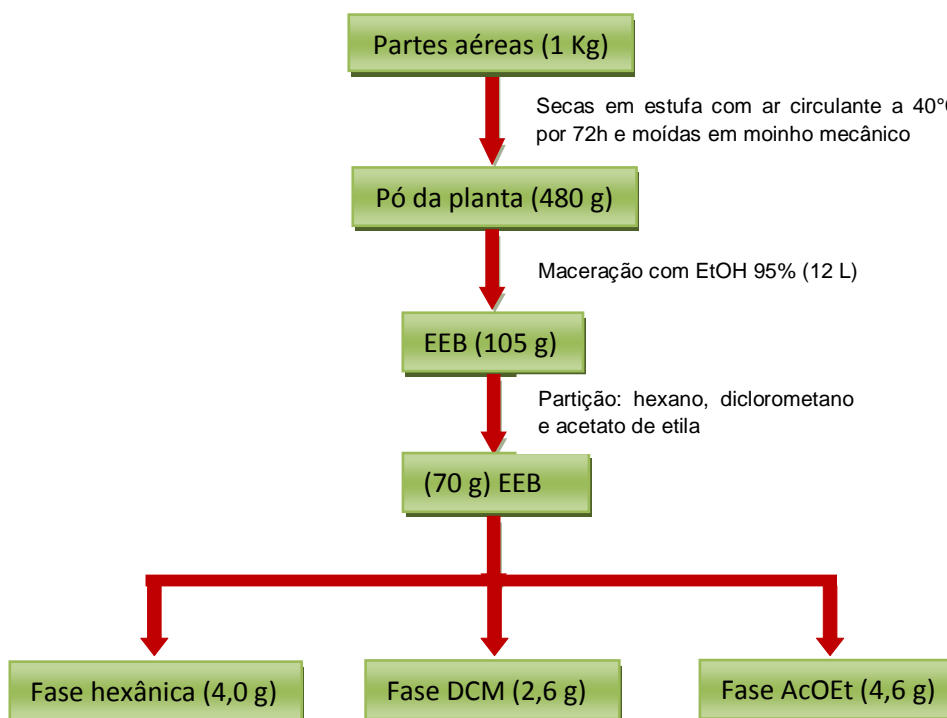 Partes aéreas (1 Kg)
Secas em estufa com ar circulante a 40°C
por 72h e moídas em moinho mecânico
Pó da planta (480 g)
Maceração com EtOH 95% (12 L)
EEB (105 g)
Partição: hexano, diclorometano
e acetato de etila
(70 g) EEB
Fase hexânica (4,0 g)
Fase DCM (2,6 g)
Fase AcOEt (4,6 g)